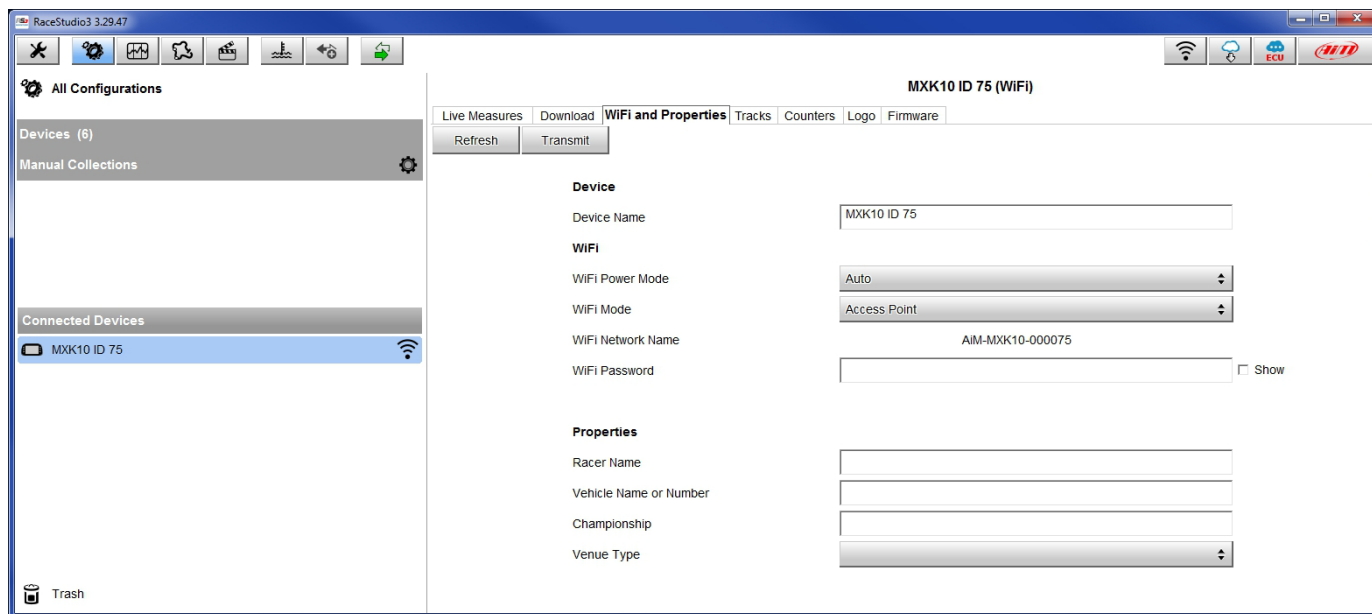 RaceStudio3 3.29.47
ECU
AiM
All Configurations
Devices (6)
Manual Collections
Connected Devices
MXK10 ID 75
Trash
MXK10 ID 75 (WiFi)
Live Measures Download WiFi and Properties Tracks Counters Logo Firmware
Refresh Transmit
Device
Device Name MXK10 ID 75
WiFi
WiFi Power Mode Auto
WiFi Mode Access Point
WiFi Network Name AiM-MXK10-000075
WiFi Password Show
Properties
Racer Name
Vehicle Name or Number
Championship
Venue Type